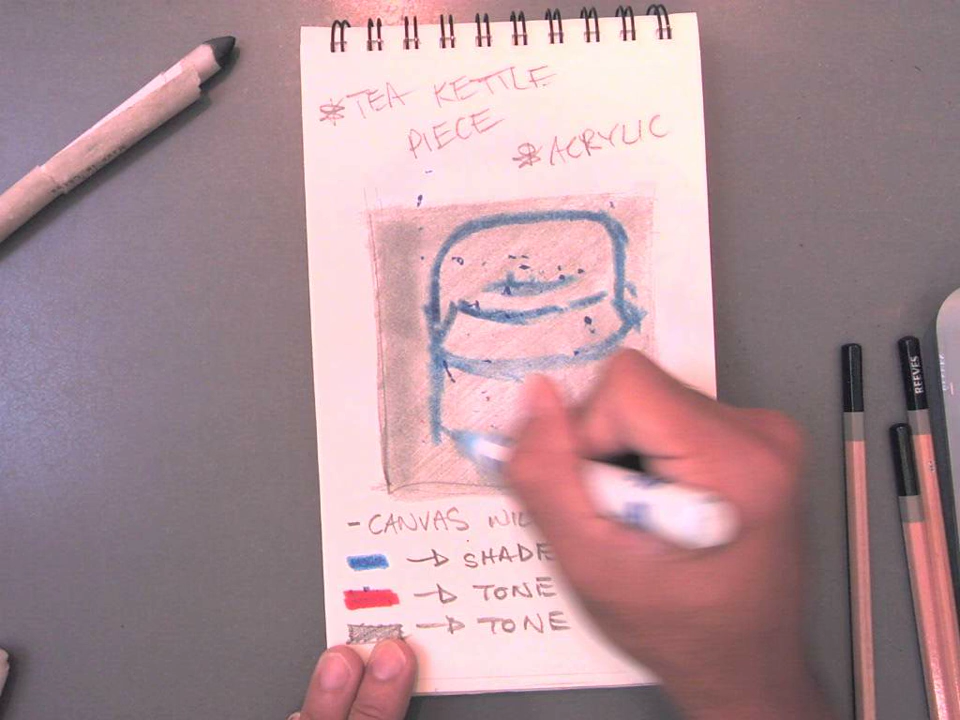 *TEA KETTLE
PIECE
*ACRYLIC
- CANVAS
→ SHADE
→ TONE
→ TONE
REEVES